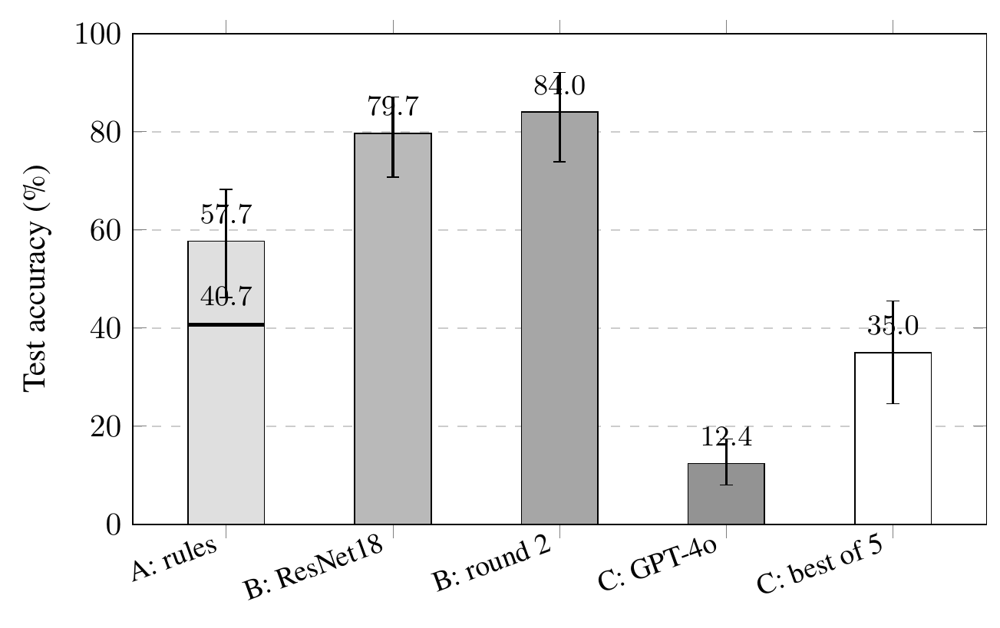 Test accuracy (%)
100
80
60
40
20
0
57.7
40.7
79.7
84.0
12.4
35.0
A: rules
B: ResNet18
B: round 2
C: GPT-4o
C: best of 5